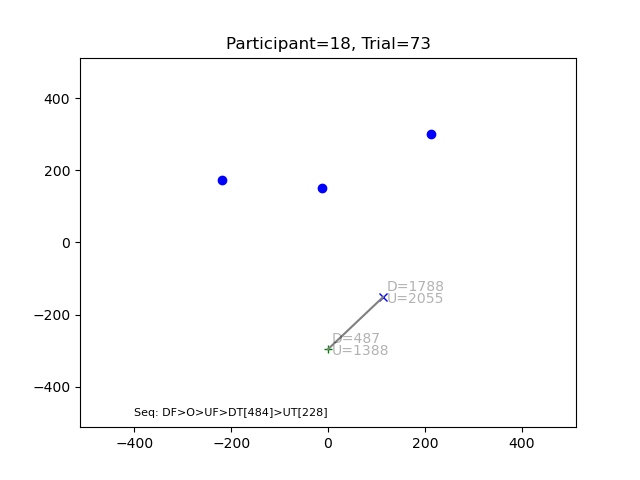 Participant=18, Trial=73
400
200
0
−200
−400
D=1788
U=2055
D=487
U=1388
Seq: DF>O>UF>DT[484]>UT[228]
−400 −200 0 200 400